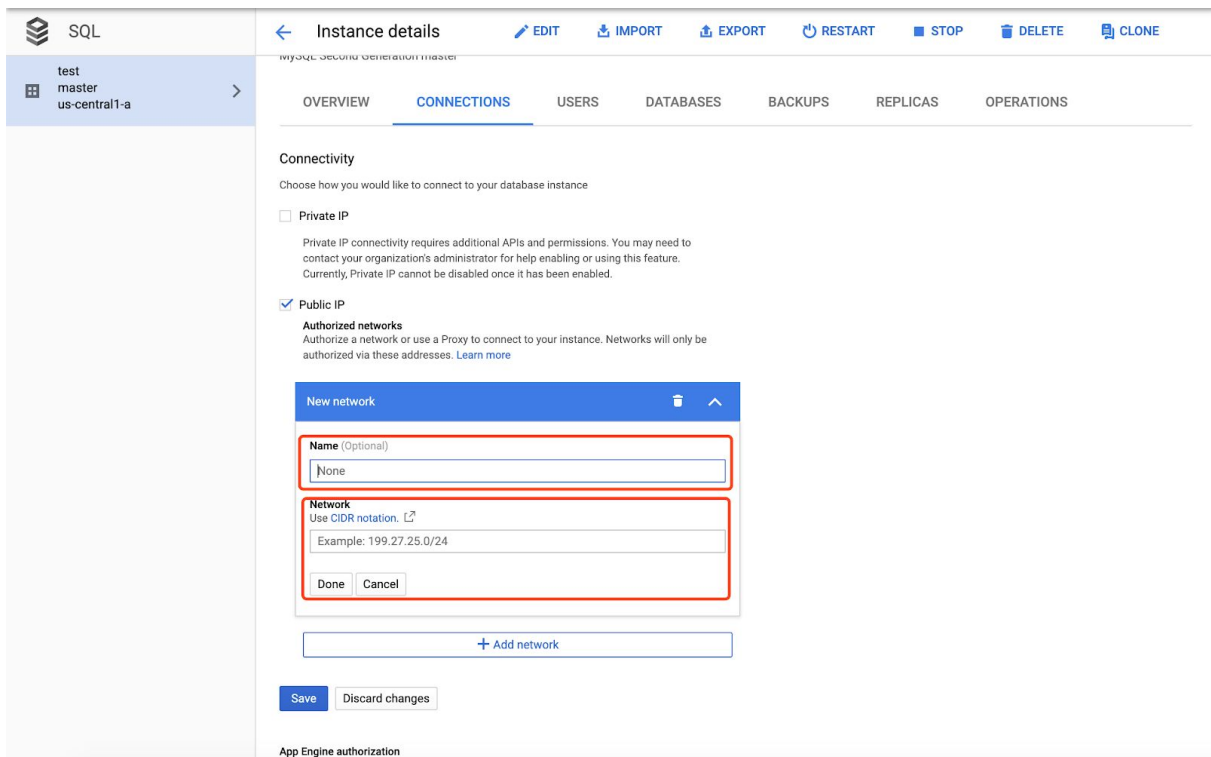 SQL
Instance details
EDIT
IMPORT
EXPORT
RESTART
STOP
DELETE
CLONE
test
master
us-central1-a
MySQL Second Generation master
OVERVIEW
CONNECTIONS
USERS
DATABASES
BACKUPS
REPLICAS
OPERATIONS
Connectivity
Choose how you would like to connect to your database instance
Private IP
Private IP connectivity requires additional APIs and permissions. You may need to
contact your organization's administrator for help enabling or using this feature.
Currently, Private IP cannot be disabled once it has been enabled.
Public IP
Authorized networks
Authorize a network or use a Proxy to connect to your instance. Networks will only be
authorized via these addresses. Learn more
New network
Name (Optional)
None
Network
Use CIDR notation.
Example: 199.27.25.0/24
Done
Cancel
+ Add network
Save
Discard changes
App Engine authorization